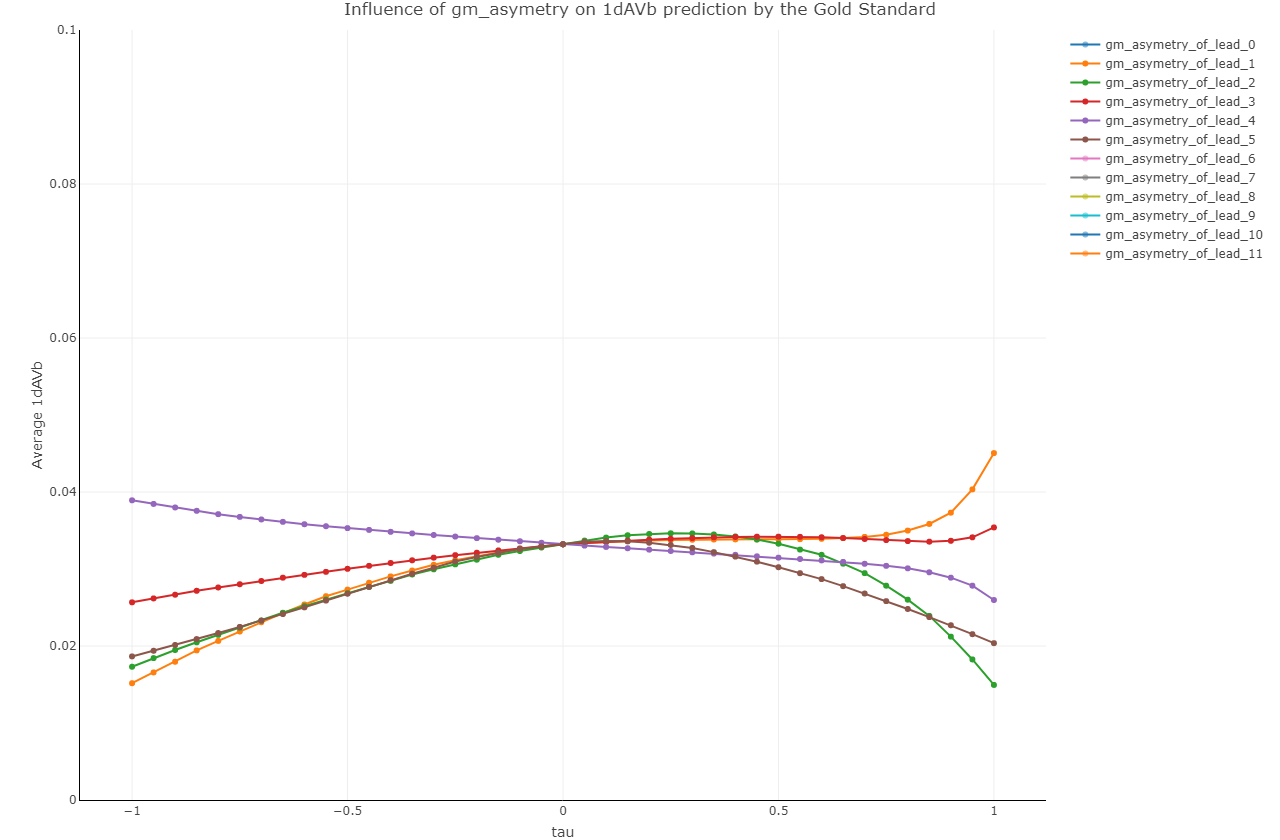 Influence of gm_asymetry on 1dAVb prediction by the Gold Standard
0.1
0.08
0.06
0.04
0.02
0
Average 1dAVb
−1
−0.5
0
0.5
1
tau
gm_asymetry_of_lead_0
gm_asymetry_of_lead_1
gm_asymetry_of_lead_2
gm_asymetry_of_lead_3
gm_asymetry_of_lead_4
gm_asymetry_of_lead_5
gm_asymetry_of_lead_6
gm_asymetry_of_lead_7
gm_asymetry_of_lead_8
gm_asymetry_of_lead_9
gm_asymetry_of_lead_10
gm_asymetry_of_lead_11